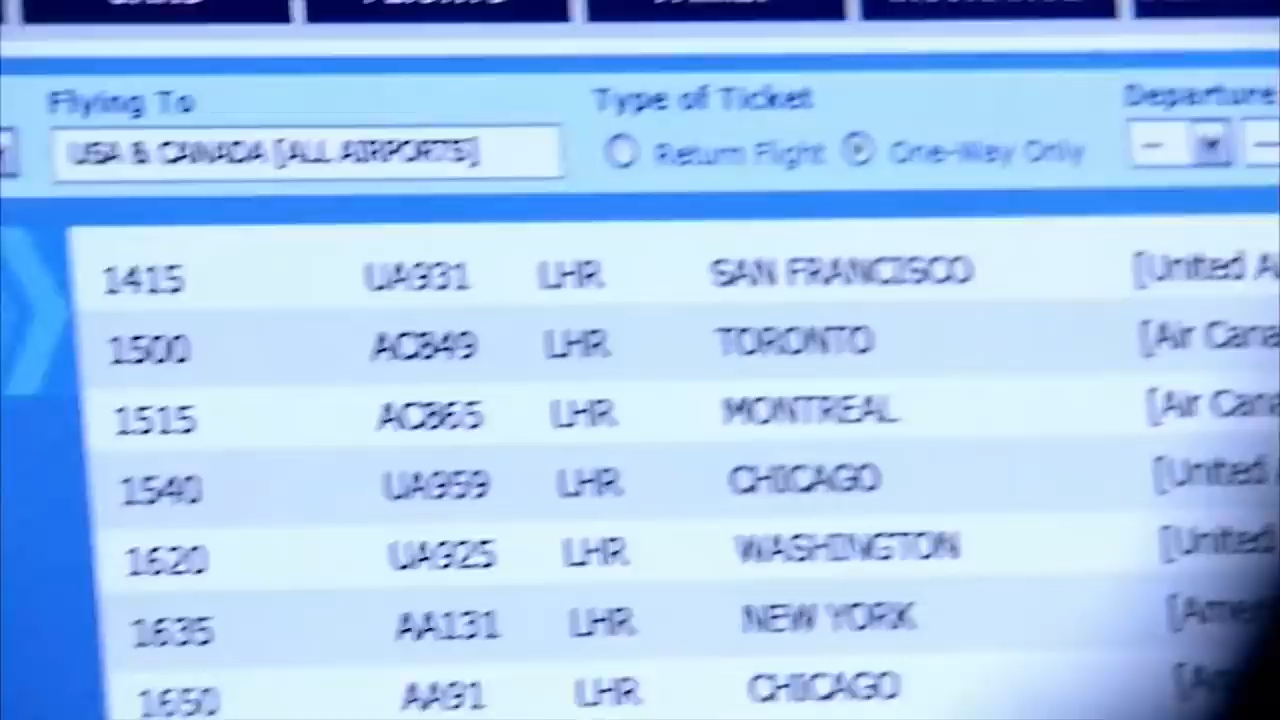 Flying To Type of Ticket Departure
USA & CANADA [ALL AIRPORTS] Return Flight One-Way Only
1415 UA931 LHR SAN FRANCISCO [United A
1500 AC849 LHR TORONTO [Air Cana
1515 AC865 LHR MONTREAL [Air Cana
1540 UA959 LHR CHICAGO [United
1620 UA925 LHR WASHINGTON [United
1635 AA131 LHR NEW YORK [Ame
1650 AA91 LHR CHICAGO